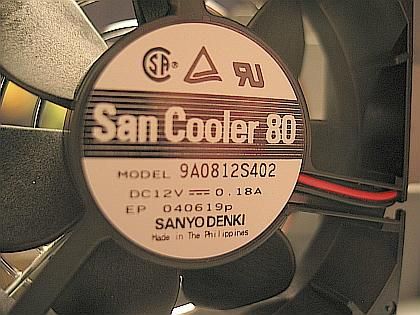 San Cooler 80
MODEL 9A0812S402
DC12V ⎓ 0.18A
EP 040619p
SANYO DENKI
Made in The Philippines